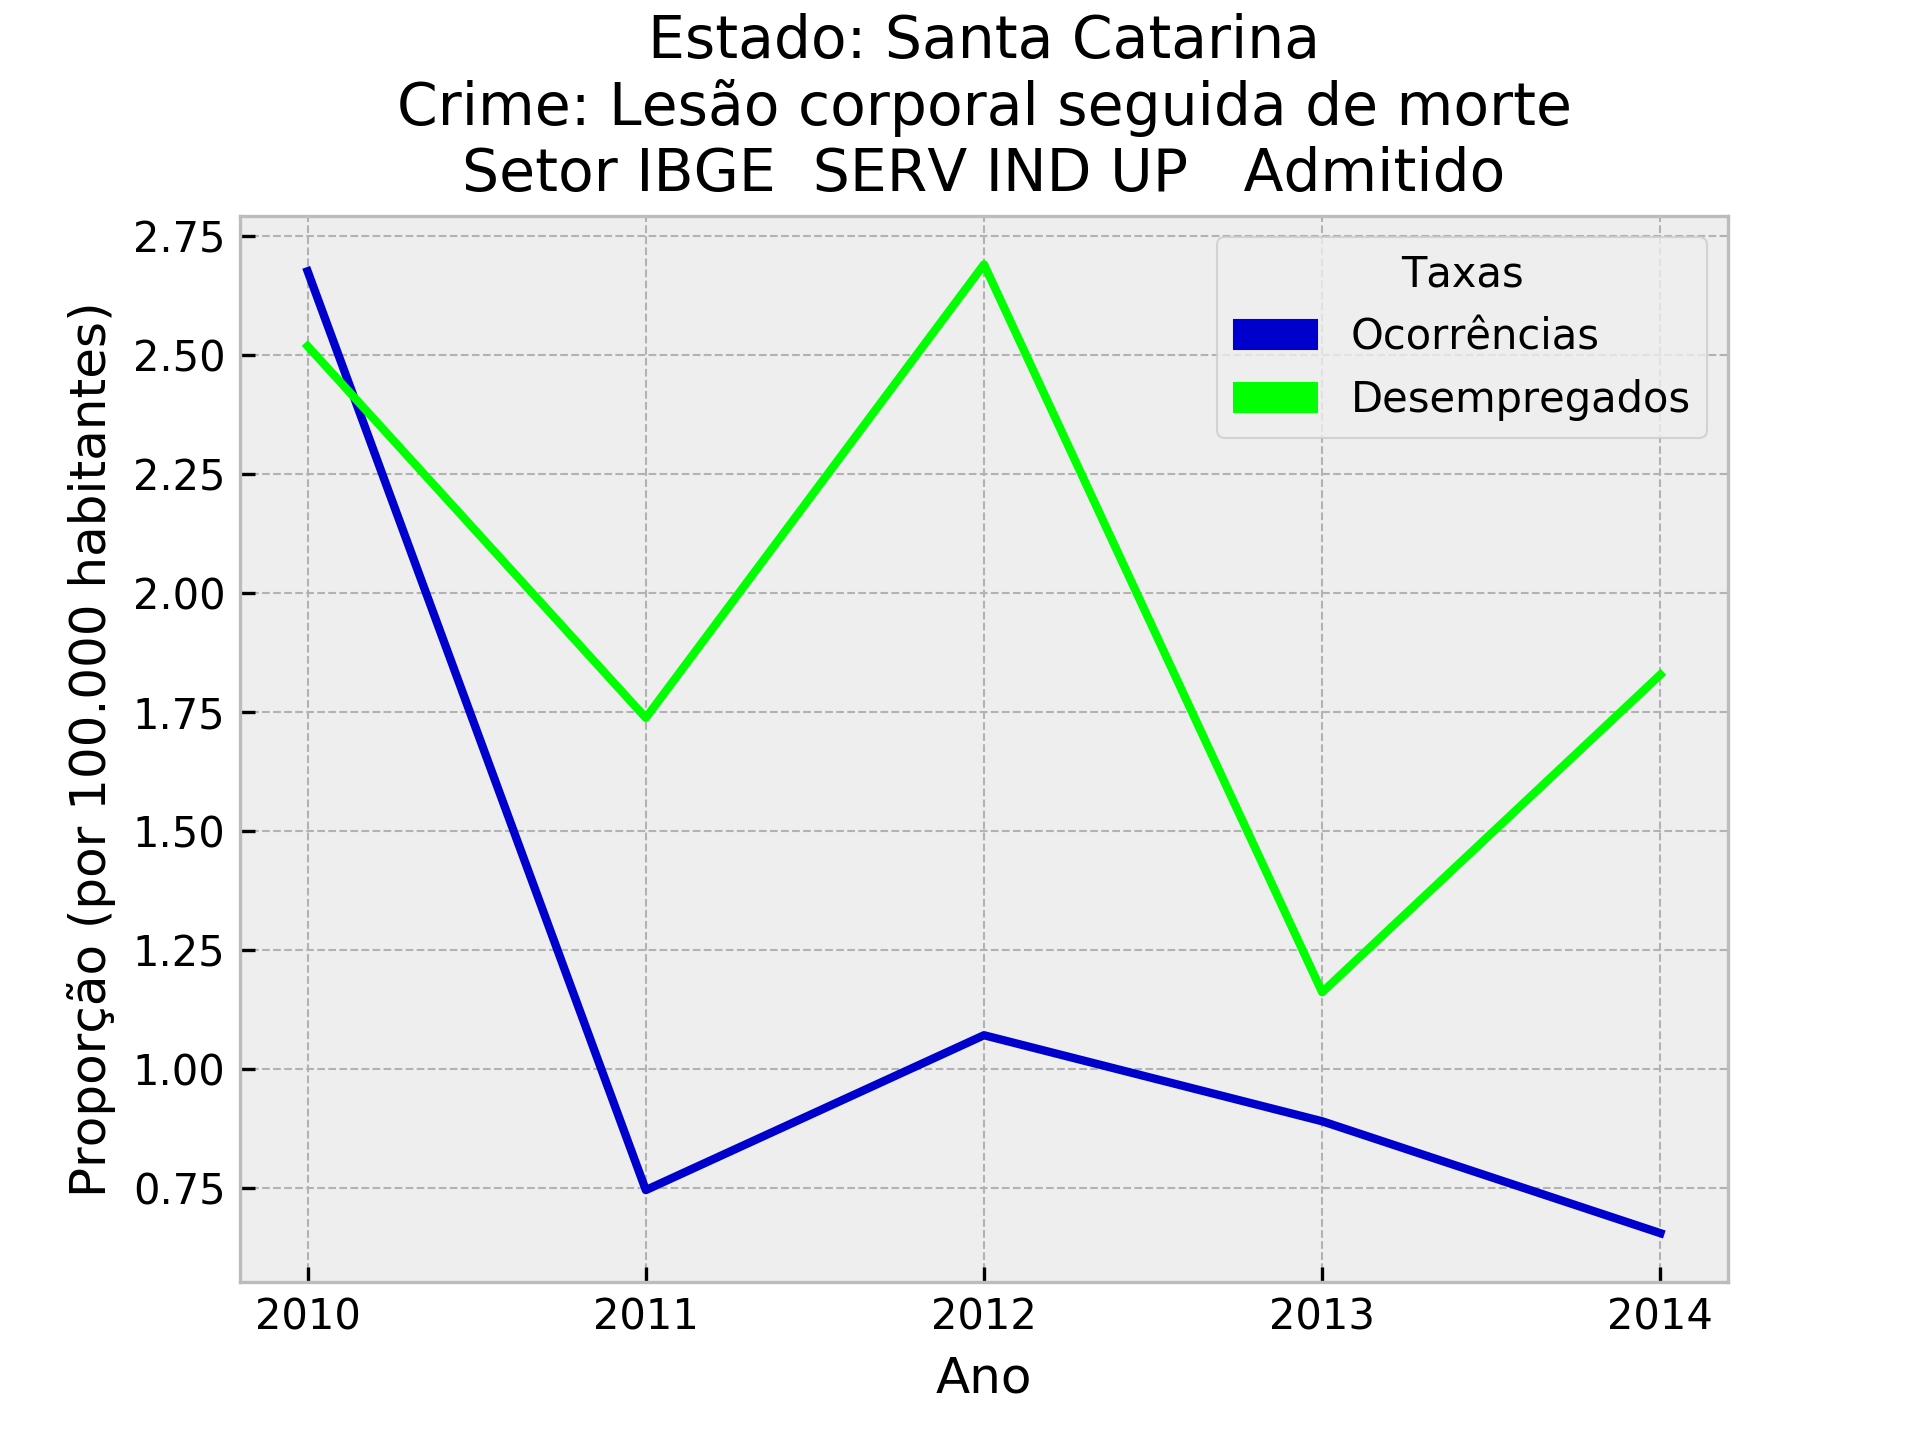 Estado: Santa Catarina
Crime: Lesão corporal seguida de morte
Setor IBGE  SERV IND UP   Admitido
Proporção (por 100.000 habitantes)
2.75
2.50
2.25
2.00
1.75
1.50
1.25
1.00
0.75
Taxas
Ocorrências
Desempregados
2010 2011 2012 2013 2014
Ano